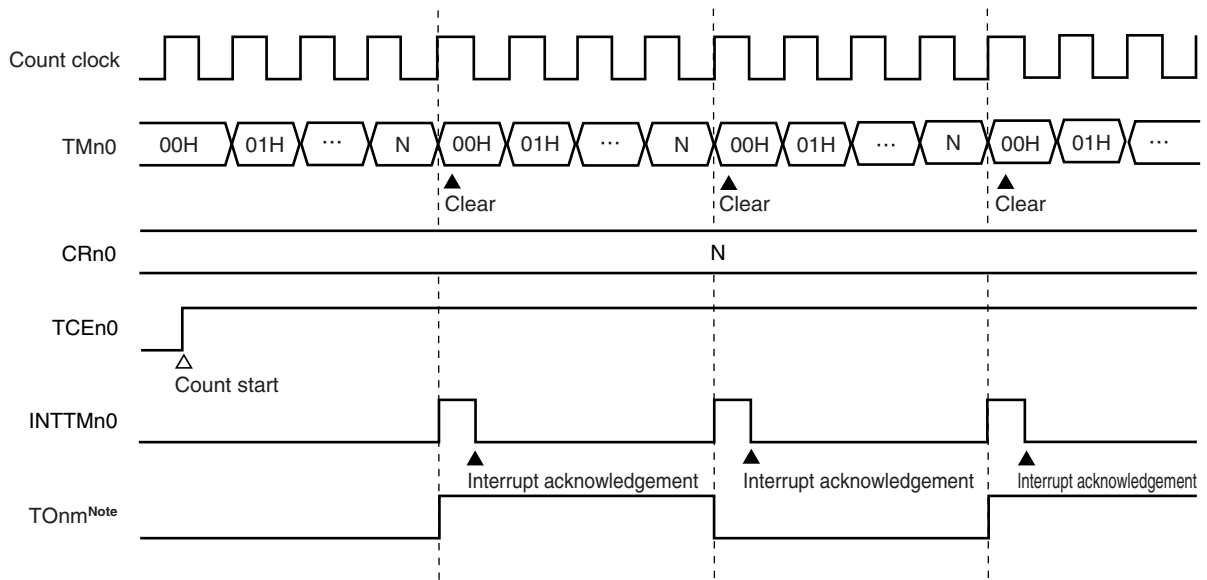 Count clock
TMn0 00H 01H ... N 00H 01H ... N 00H 01H ... N 00H 01H ...
Clear Clear Clear
CRn0 N
TCEn0
Count start
INTTMn0
Interrupt acknowledgement Interrupt acknowledgement Interrupt acknowledgement
TOnmNote